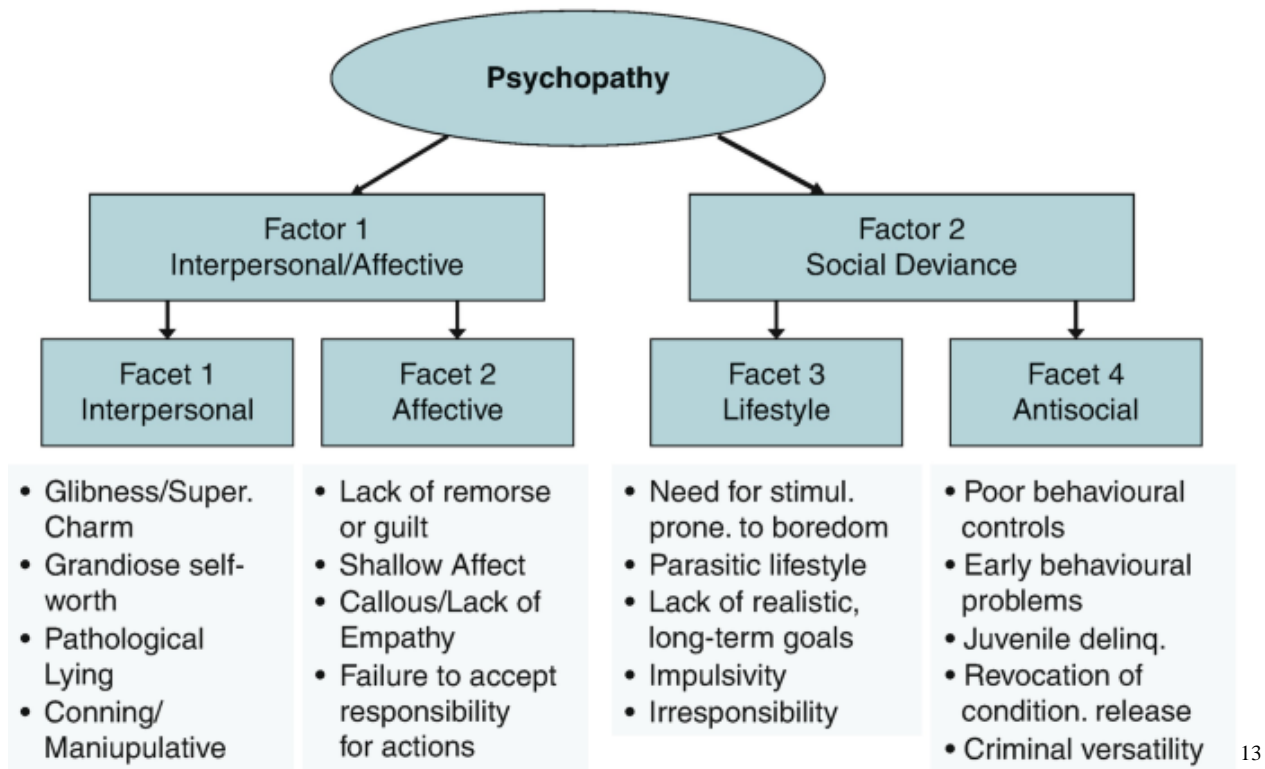 Psychopathy
Factor 1
Interpersonal/Affective
Factor 2
Social Deviance
Facet 1
Interpersonal
Facet 2
Affective
Facet 3
Lifestyle
Facet 4
Antisocial
• Glibness/Super.
Charm
• Grandiose self-
worth
• Pathological
Lying
• Conning/
Maniupulative
• Lack of remorse
or guilt
• Shallow Affect
• Callous/Lack of
Empathy
• Failure to accept
responsibility
for actions
• Need for stimul.
prone. to boredom
• Parasitic lifestyle
• Lack of realistic,
long-term goals
• Impulsivity
• Irresponsibility
• Poor behavioural
controls
• Early behavioural
problems
• Juvenile delinq.
• Revocation of
condition. release
• Criminal versatility
13